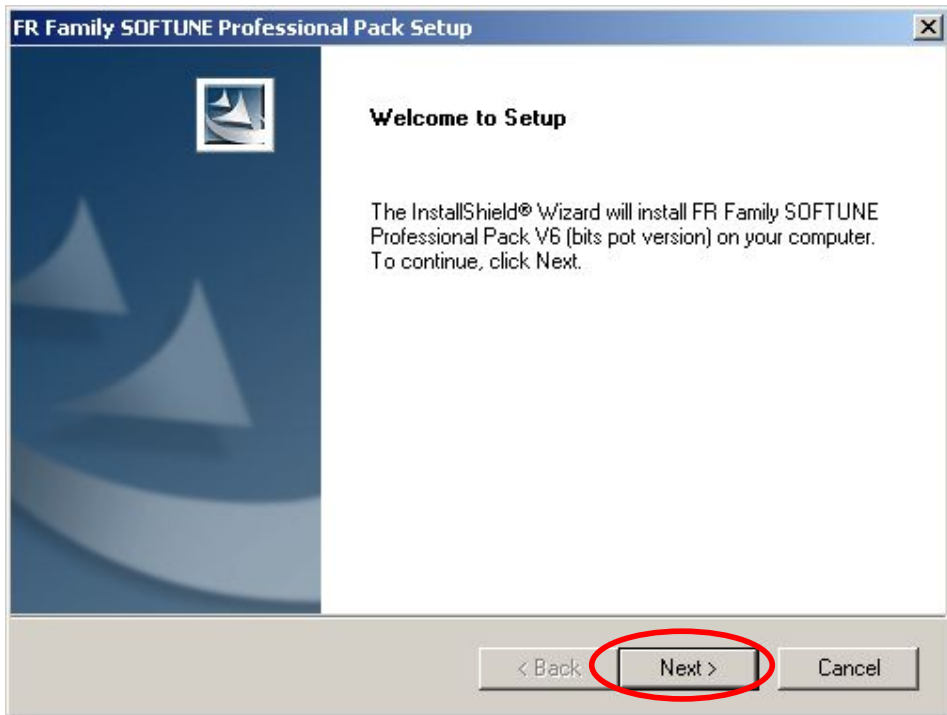 FR Family SOFTUNE Professional Pack Setup
Welcome to Setup
The InstallShield® Wizard will install FR Family SOFTUNE
Professional Pack V6 (bits pot version) on your computer.
To continue, click Next.
< Back
Next >
Cancel